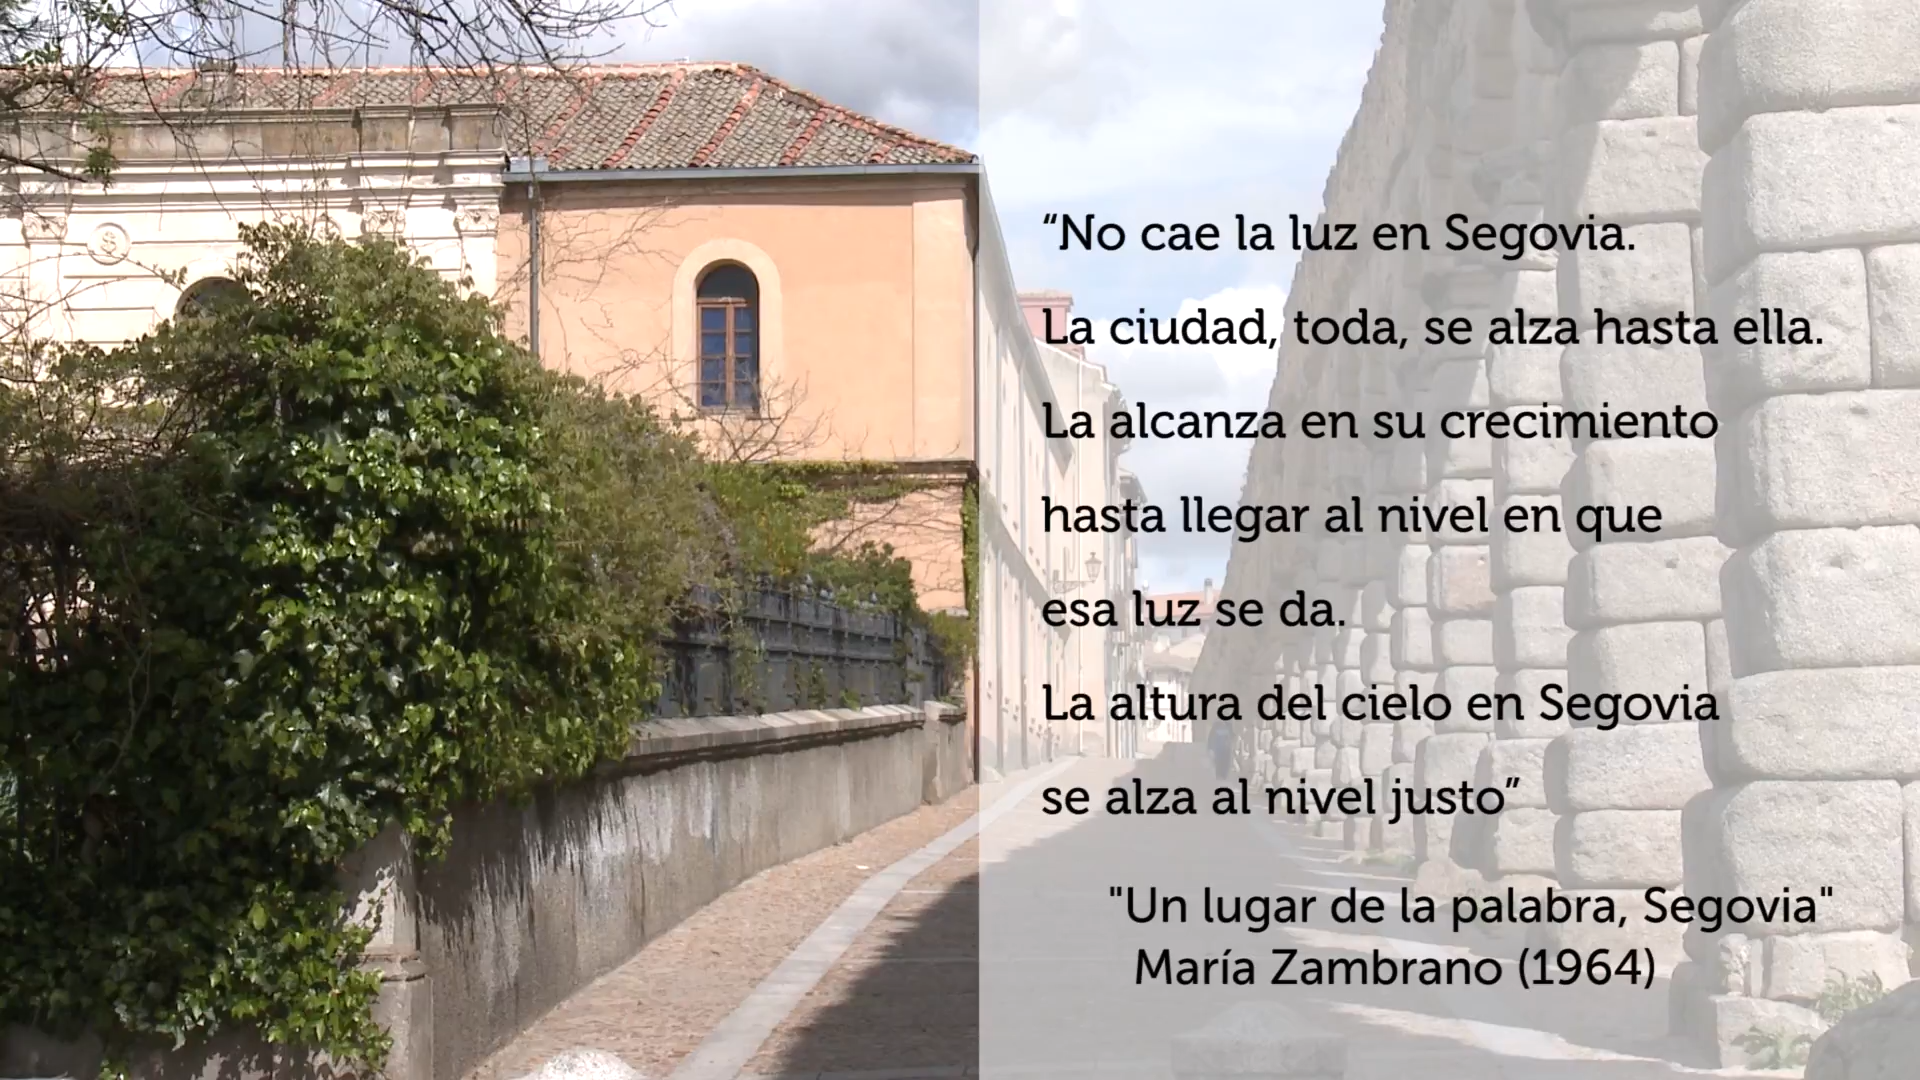 “No cae la luz en Segovia.
La ciudad, toda, se alza hasta ella.
La alcanza en su crecimiento
hasta llegar al nivel en que
esa luz se da.
La altura del cielo en Segovia
se alza al nivel justo”
"Un lugar de la palabra, Segovia"
María Zambrano (1964)